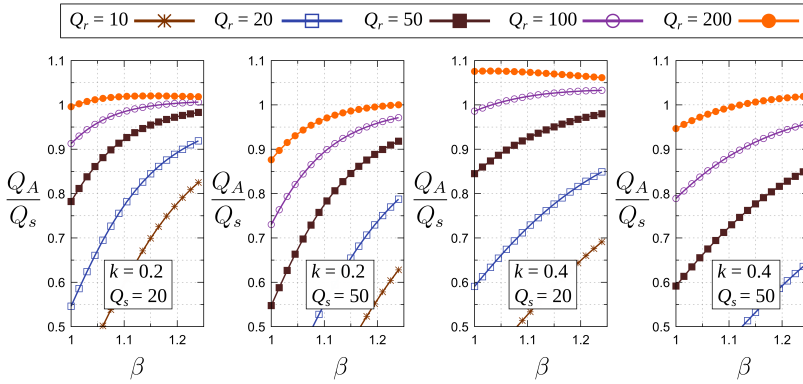 Q_r = 10 Q_r = 20 Q_r = 50 Q_r = 100 Q_r = 200
1.1 1.1 1.1 1.1
1 1 1 1
0.9 0.9 0.9 0.9
0.8 0.8 0.8 0.8
Q_A/Q_s Q_A/Q_s Q_A/Q_s Q_A/Q_s
0.7 0.7 0.7 0.7
0.6 0.6 0.6 0.6
k = 0.2 k = 0.2 k = 0.4 k = 0.4
Q_s = 20 Q_s = 50 Q_s = 20 Q_s = 50
0.5 0.5 0.5 0.5
1 1.1 1.2 1 1.1 1.2 1 1.1 1.2 1 1.1 1.2
β β β β